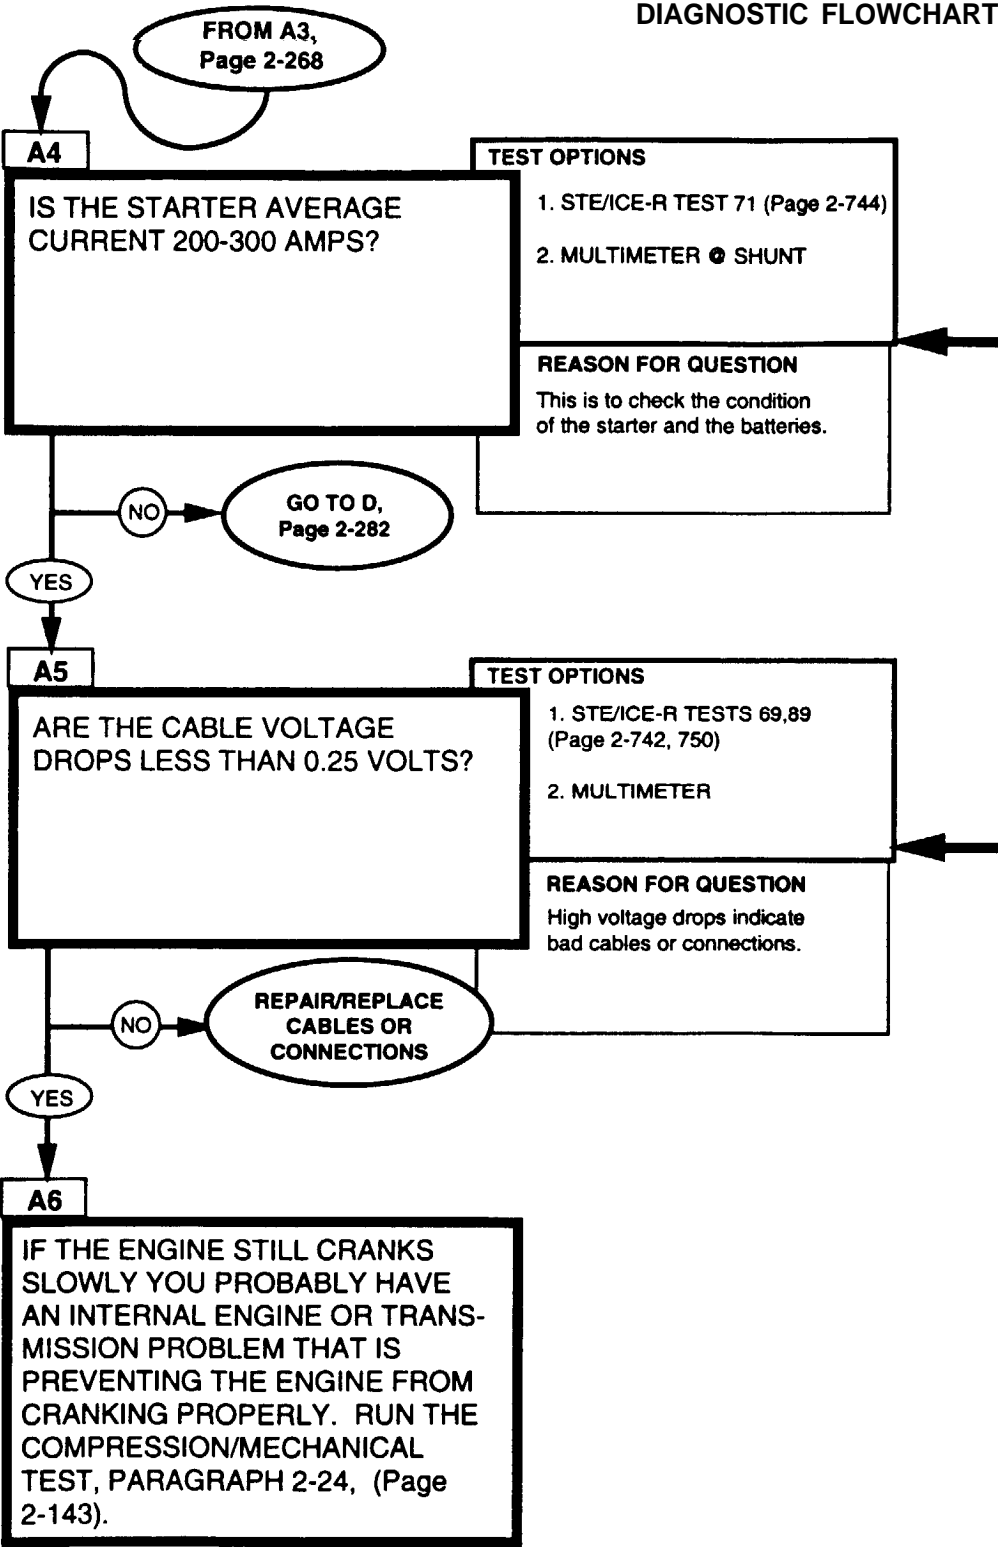 DIAGNOSTIC FLOWCHART
FROM A3,
Page 2-268
A4
IS THE STARTER AVERAGE
CURRENT 200-300 AMPS?
TEST OPTIONS
1. STE/ICE-R TEST 71 (Page 2-744)
2. MULTIMETER @ SHUNT
REASON FOR QUESTION
This is to check the condition
of the starter and the batteries.
NO
GO TO D,
Page 2-282
YES
A5
ARE THE CABLE VOLTAGE
DROPS LESS THAN 0.25 VOLTS?
TEST OPTIONS
1. STE/ICE-R TESTS 69,89
(Page 2-742, 750)
2. MULTIMETER
REASON FOR QUESTION
High voltage drops indicate
bad cables or connections.
NO
REPAIR/REPLACE
CABLES OR
CONNECTIONS
YES
A6
IF THE ENGINE STILL CRANKS
SLOWLY YOU PROBABLY HAVE
AN INTERNAL ENGINE OR TRANS-
MISSION PROBLEM THAT IS
PREVENTING THE ENGINE FROM
CRANKING PROPERLY. RUN THE
COMPRESSION/MECHANICAL
TEST, PARAGRAPH 2-24, (Page
2-143).